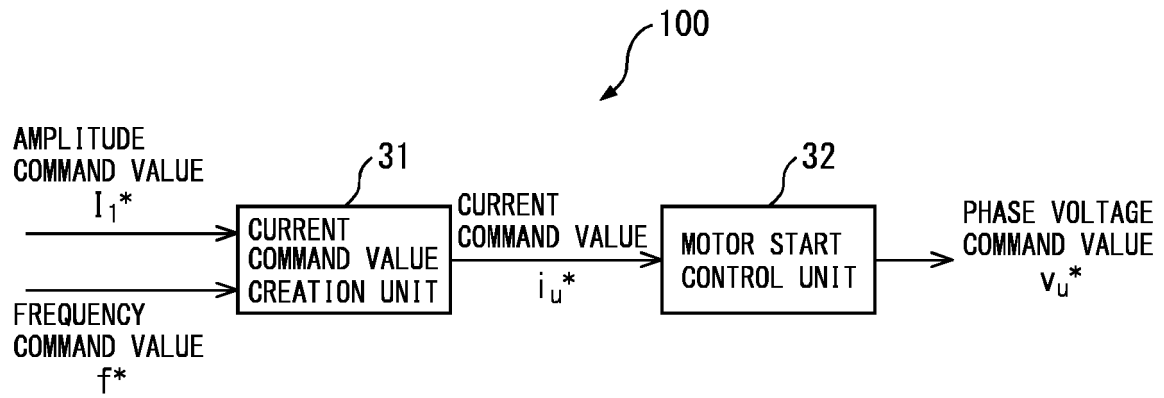 100
AMPLITUDE
COMMAND VALUE
I₁*
31
CURRENT
COMMAND VALUE
CREATION UNIT
FREQUENCY
COMMAND VALUE
f*
CURRENT
COMMAND VALUE
iᵤ*
32
MOTOR START
CONTROL UNIT
PHASE VOLTAGE
COMMAND VALUE
vᵤ*